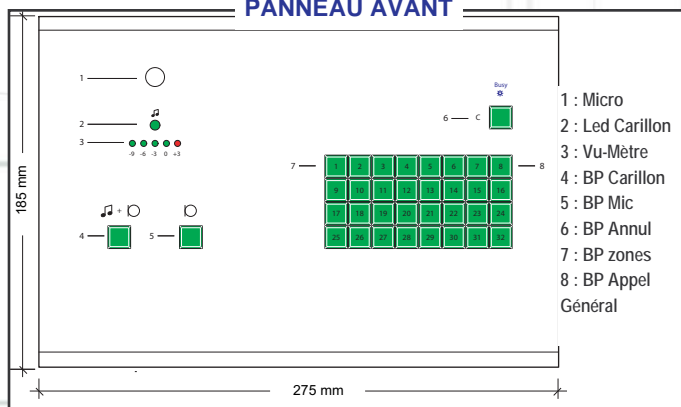 PANNEAU AVANT
1
Busy
2
6
C
3
-9 -6 -3 0 +3
7
1 2 3 4 5 6 7 8
8
9 10 11 12 13 14 15 16
17 18 19 20 21 22 23 24
25 26 27 28 29 30 31 32
+
4
5
185 mm
275 mm
1 : Micro
2 : Led Carillon
3 : Vu-Mètre
4 : BP Carillon
5 : BP Mic
6 : BP Annul
7 : BP zones
8 : BP Appel
Général